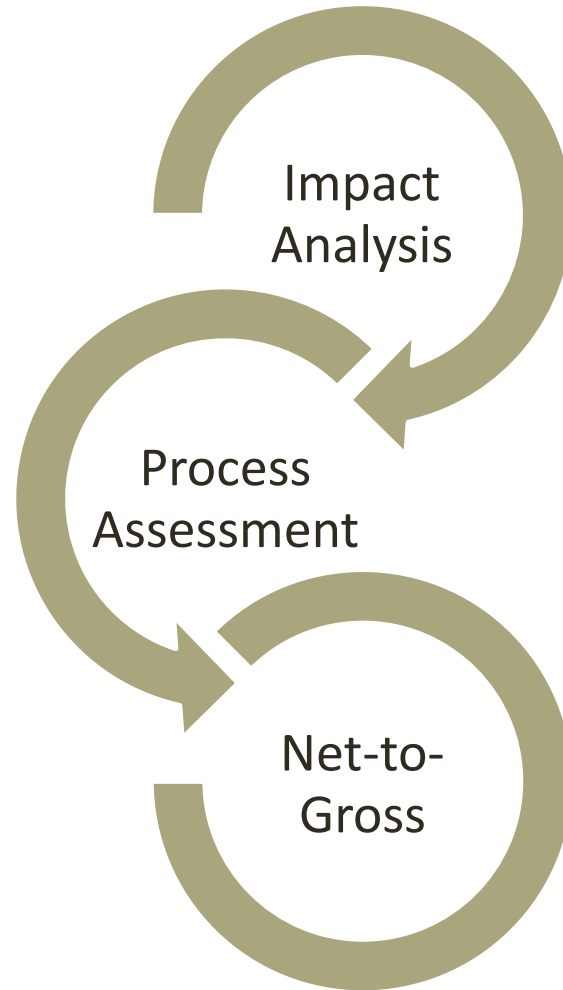 Impact
Analysis
Process
Assessment
Net-to-
Gross